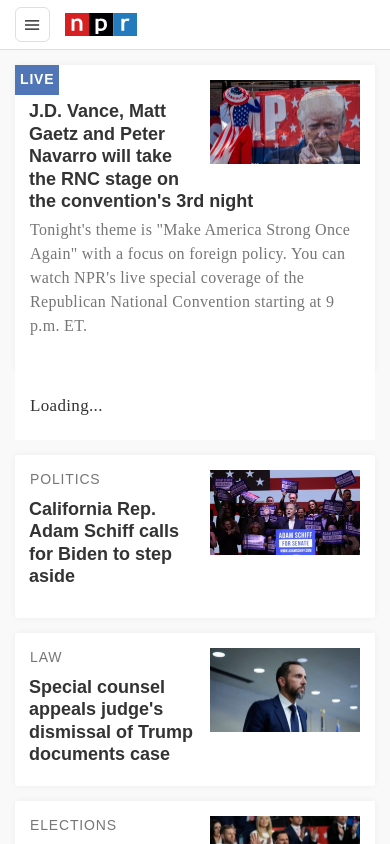 npr
LIVE
J.D. Vance, Matt
Gaetz and Peter
Navarro will take
the RNC stage on
the convention's 3rd night
Tonight's theme is "Make America Strong Once
Again" with a focus on foreign policy. You can
watch NPR's live special coverage of the
Republican National Convention starting at 9
p.m. ET.
Loading...
POLITICS
California Rep.
Adam Schiff calls
for Biden to step
aside
ADAM SCHIFF
FOR SENATE
LAW
Special counsel
appeals judge's
dismissal of Trump
documents case
ELECTIONS